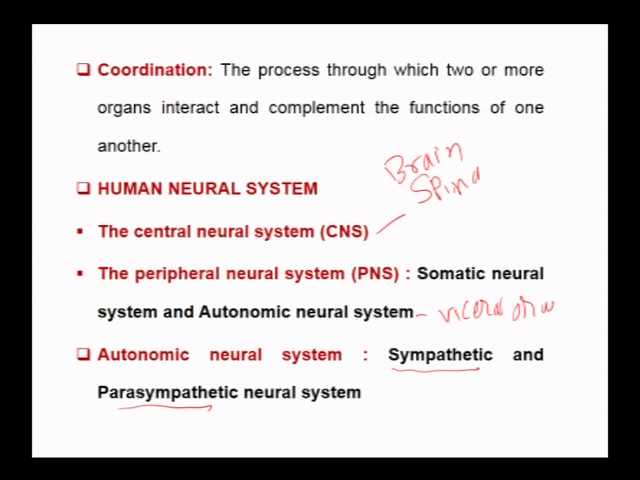 Coordination: The process through which two or more
organs interact and complement the functions of one
another.
Brain
HUMAN NEURAL SYSTEM
The central neural system (CNS)
The peripheral neural system (PNS) : Somatic neural
system and Autonomic neural system
Autonomic neural system : Sympathetic and
Parasympathetic neural system